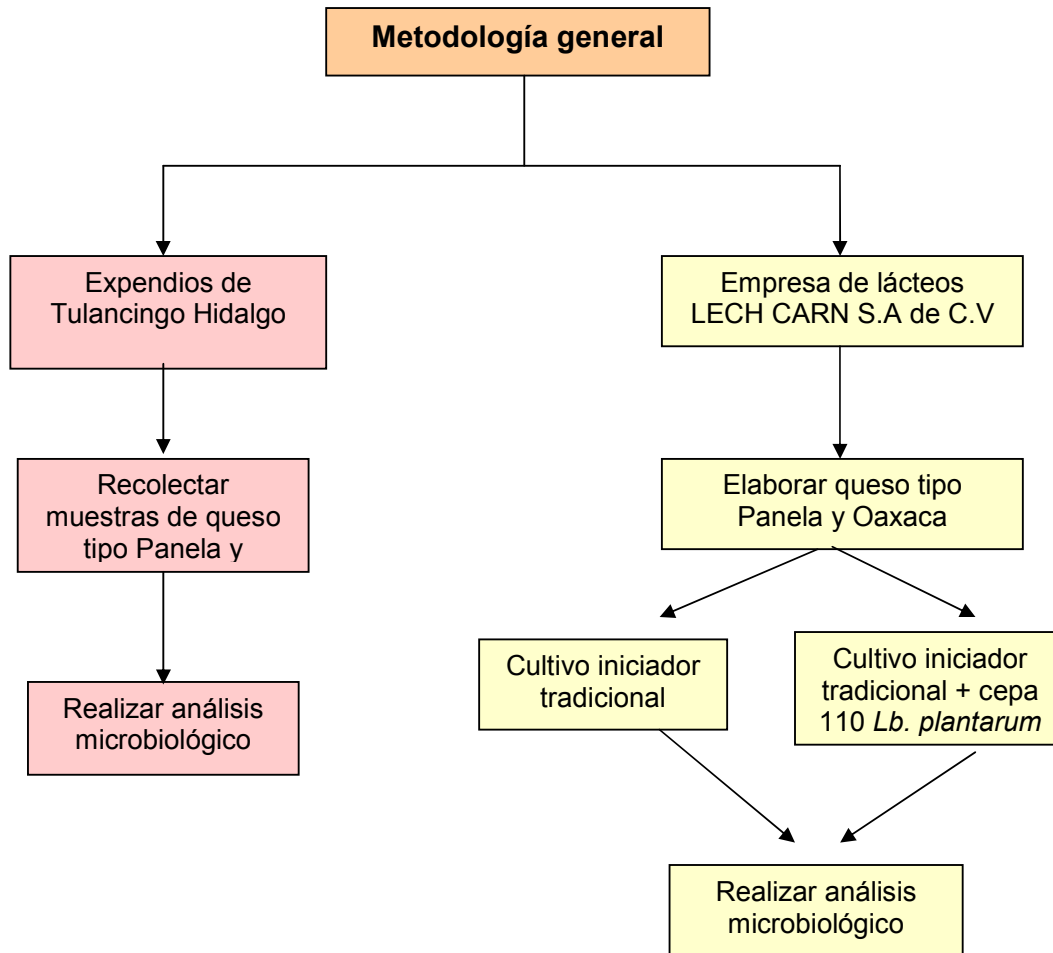 Metodología general
Expendios de
Tulancingo Hidalgo
Empresa de lácteos
LECH CARN S.A de C.V
Recolectar
muestras de queso
tipo Panela y
Elaborar queso tipo
Panela y Oaxaca
Cultivo iniciador
tradicional
Cultivo iniciador
tradicional + cepa
110 Lb. plantarum
Realizar análisis
microbiológico
Realizar análisis
microbiológico